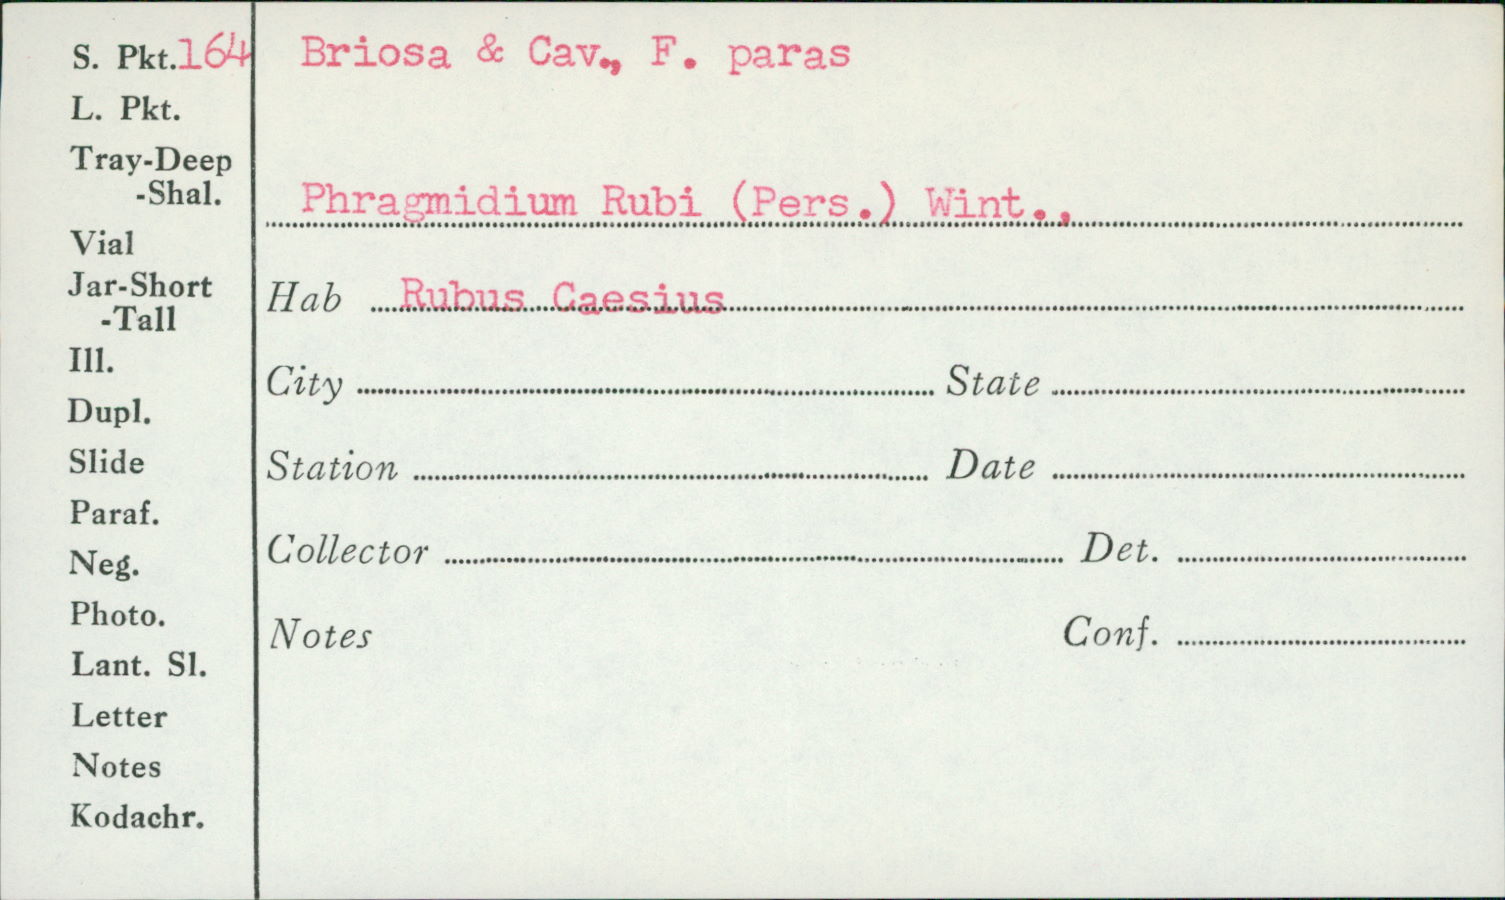 S. Pkt. 164
L. Pkt.
Tray-Deep
-Shal.
Vial
Jar-Short
-Tall
Ill.
Dupl.
Slide
Paraf.
Neg.
Photo.
Lant. Sl.
Letter
Notes
Kodachr.
Briosa & Cav., F. paras
Phragmidium Rubi (Pers.) Wint.,
Hab Rubus Caesius
City State
Station Date
Collector Det.
Notes Conf.